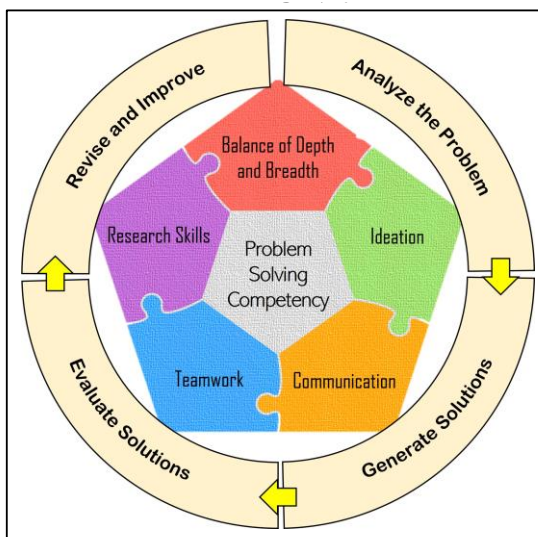 Revise and Improve
Analyze the Problem
Balance of Depth
and Breadth
Research Skills
Ideation
Problem
Solving
Competency
Teamwork
Communication
Evaluate Solutions
Generate Solutions